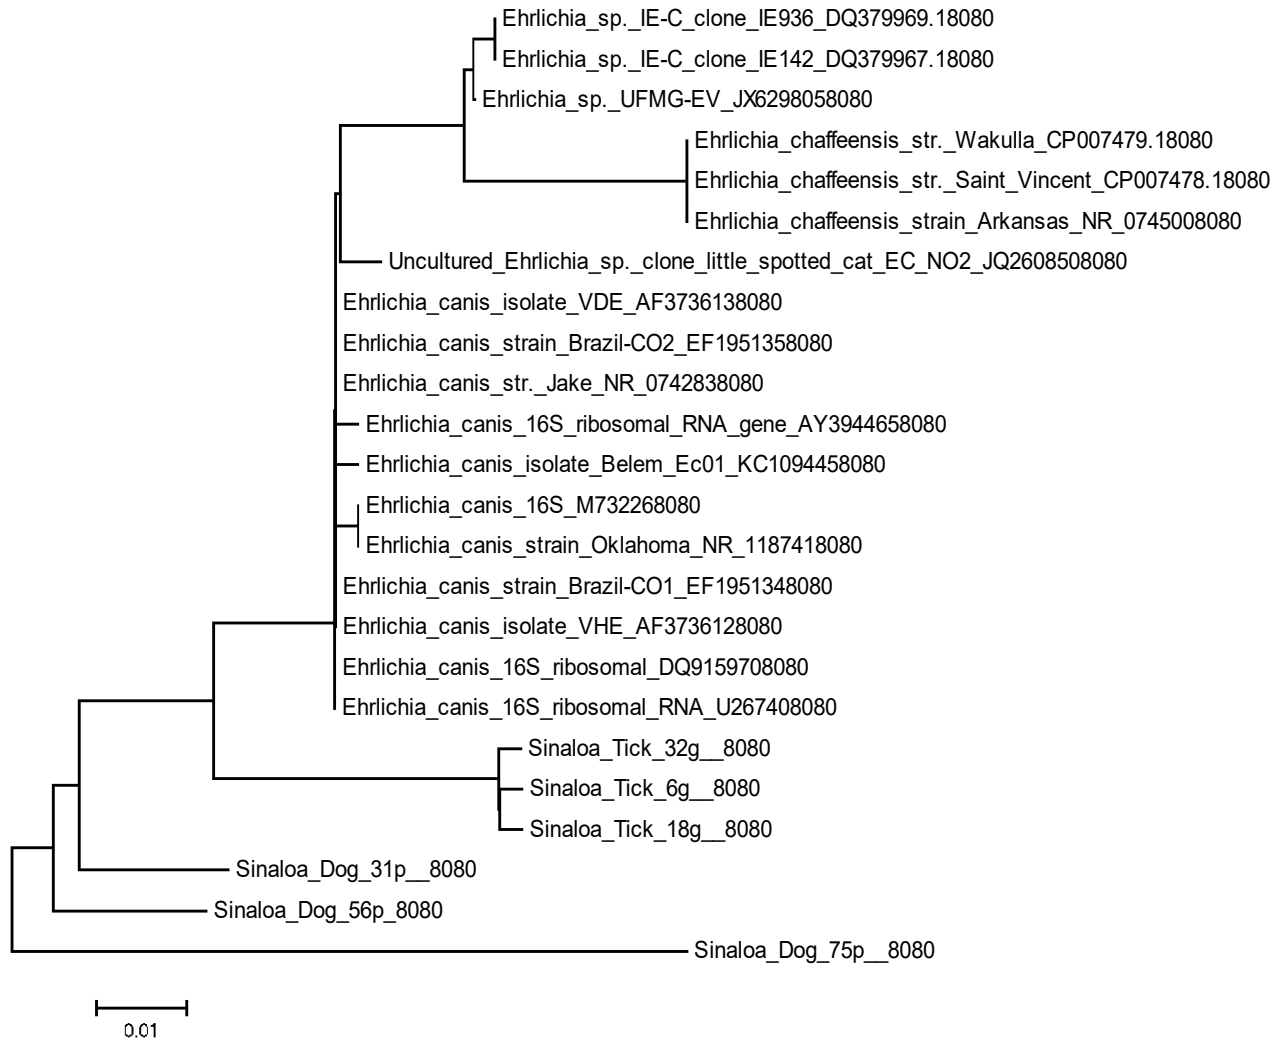 Ehrlichia_sp._IE-C_clone_IE936_DQ379969.18080
Ehrlichia_sp._IE-C_clone_IE142_DQ379967.18080
Ehrlichia_sp._UFMG-EV_JX6298058080
Ehrlichia_chaffeensis_str._Wakulla_CP007479.18080
Ehrlichia_chaffeensis_str._Saint_Vincent_CP007478.18080
Ehrlichia_chaffeensis_strain_Arkansas_NR_0745008080
Uncultured_Ehrlichia_sp._clone_little_spotted_cat_EC_NO2_JQ2608508080
Ehrlichia_canis_isolate_VDE_AF3736138080
Ehrlichia_canis_strain_Brazil-CO2_EF1951358080
Ehrlichia_canis_str._Jake_NR_0742838080
Ehrlichia_canis_16S_ribosomal_RNA_gene_AY3944658080
Ehrlichia_canis_isolate_Belem_Ec01_KC1094458080
Ehrlichia_canis_16S_M732268080
Ehrlichia_canis_strain_Oklahoma_NR_1187418080
Ehrlichia_canis_strain_Brazil-CO1_EF1951348080
Ehrlichia_canis_isolate_VHE_AF3736128080
Ehrlichia_canis_16S_ribosomal_DQ9159708080
Ehrlichia_canis_16S_ribosomal_RNA_U267408080
Sinaloa_Tick_32g__8080
Sinaloa_Tick_6g__8080
Sinaloa_Tick_18g__8080
Sinaloa_Dog_31p__8080
Sinaloa_Dog_56p_8080
Sinaloa_Dog_75p__8080
0.01